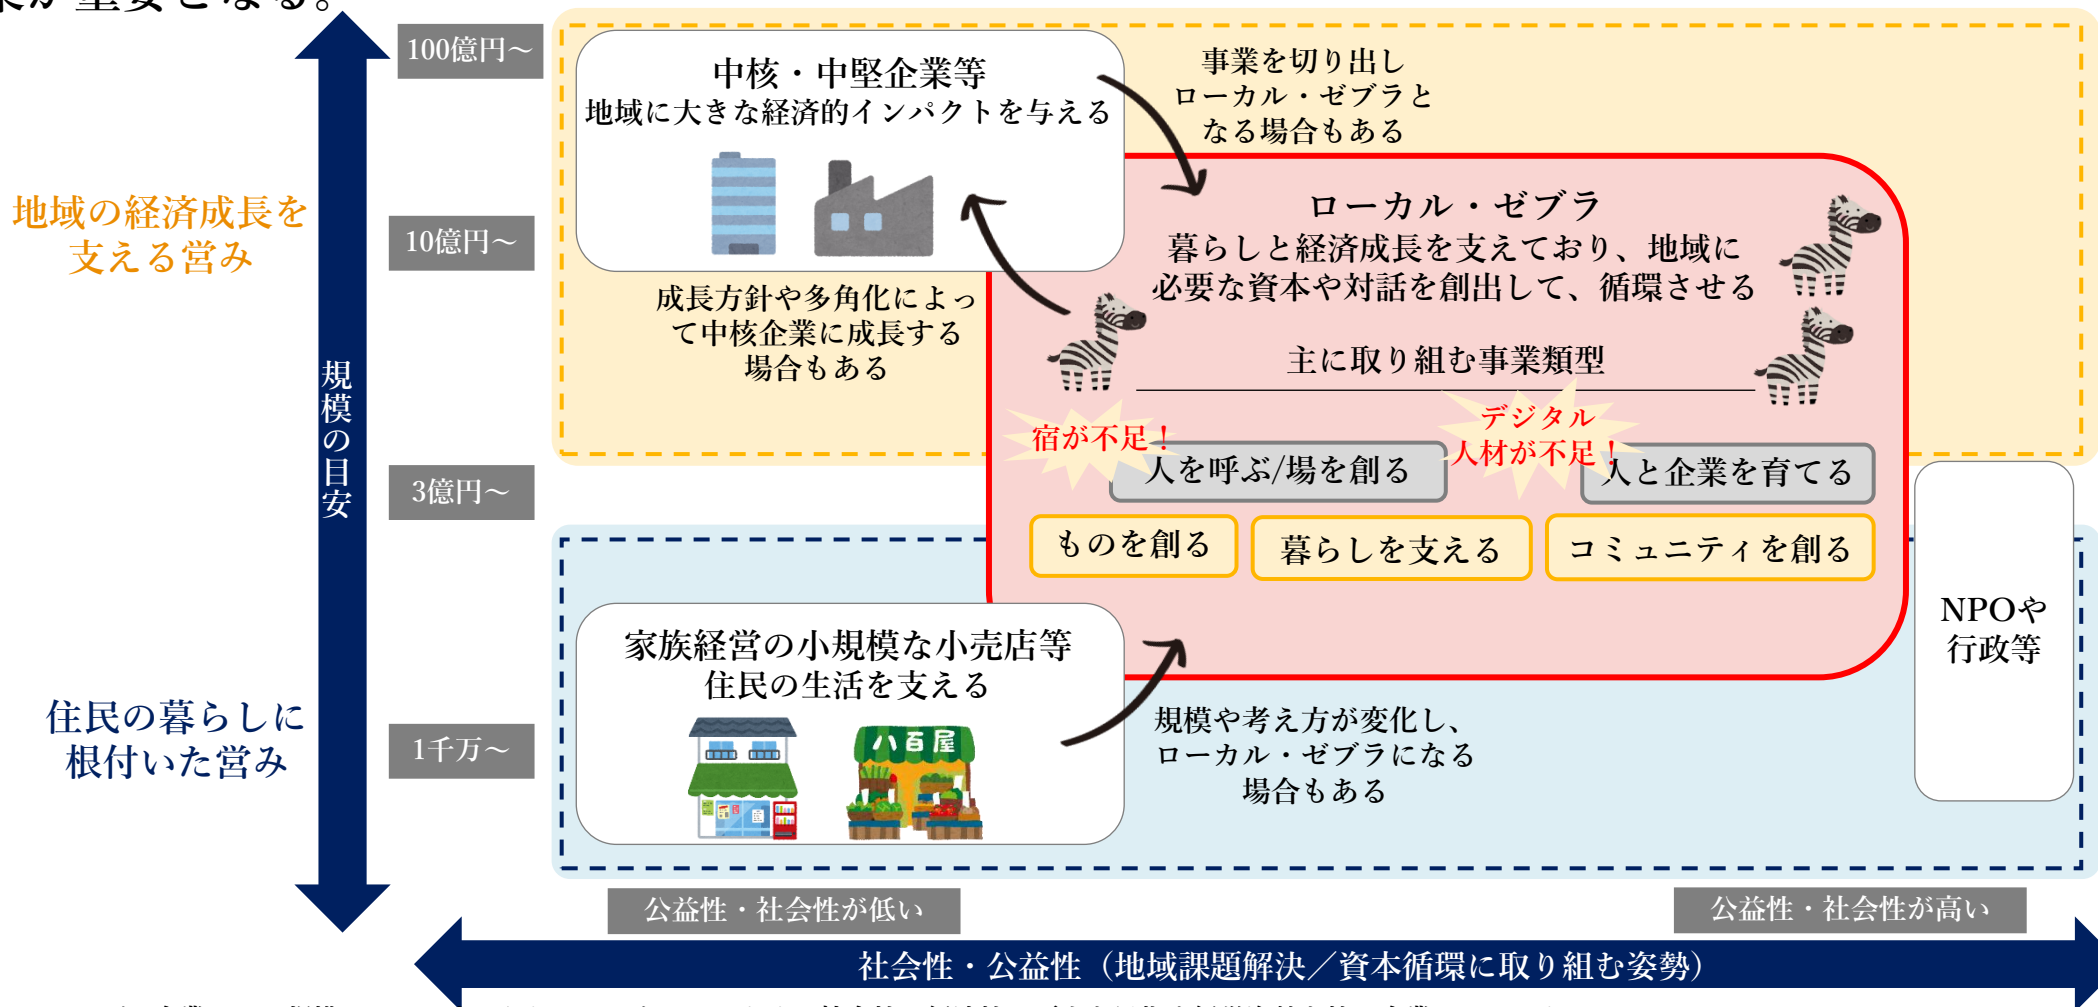 重要となる。
100億円～
中核・中堅企業等
地域に大きな経済的インパクトを与える
事業を切り出し
ローカル・ゼブラと
なる場合もある
地域の経済成長を
支える営み
10億円～
ローカル・ゼブラ
暮らしと経済成長を支えており、地域に
必要な資本や対話を創出して、循環させる
成長方針や多角化によっ
て中核企業に成長する
場合もある
主に取り組む事業類型
規模の目安
宿が不足！
デジタル
人材が不足！
人を呼ぶ/場を創る
人と企業を育てる
3億円～
ものを創る
暮らしを支える
コミュニティを創る
NPOや
行政等
家族経営の小規模な小売店等
住民の生活を支える
八百屋
住民の暮らしに
根付いた営み
1千万～
規模や考え方が変化し、
ローカル・ゼブラになる
場合もある
公益性・社会性が低い
公益性・社会性が高い
社会性・公益性（地域課題解決／資本循環に取り組む姿勢）